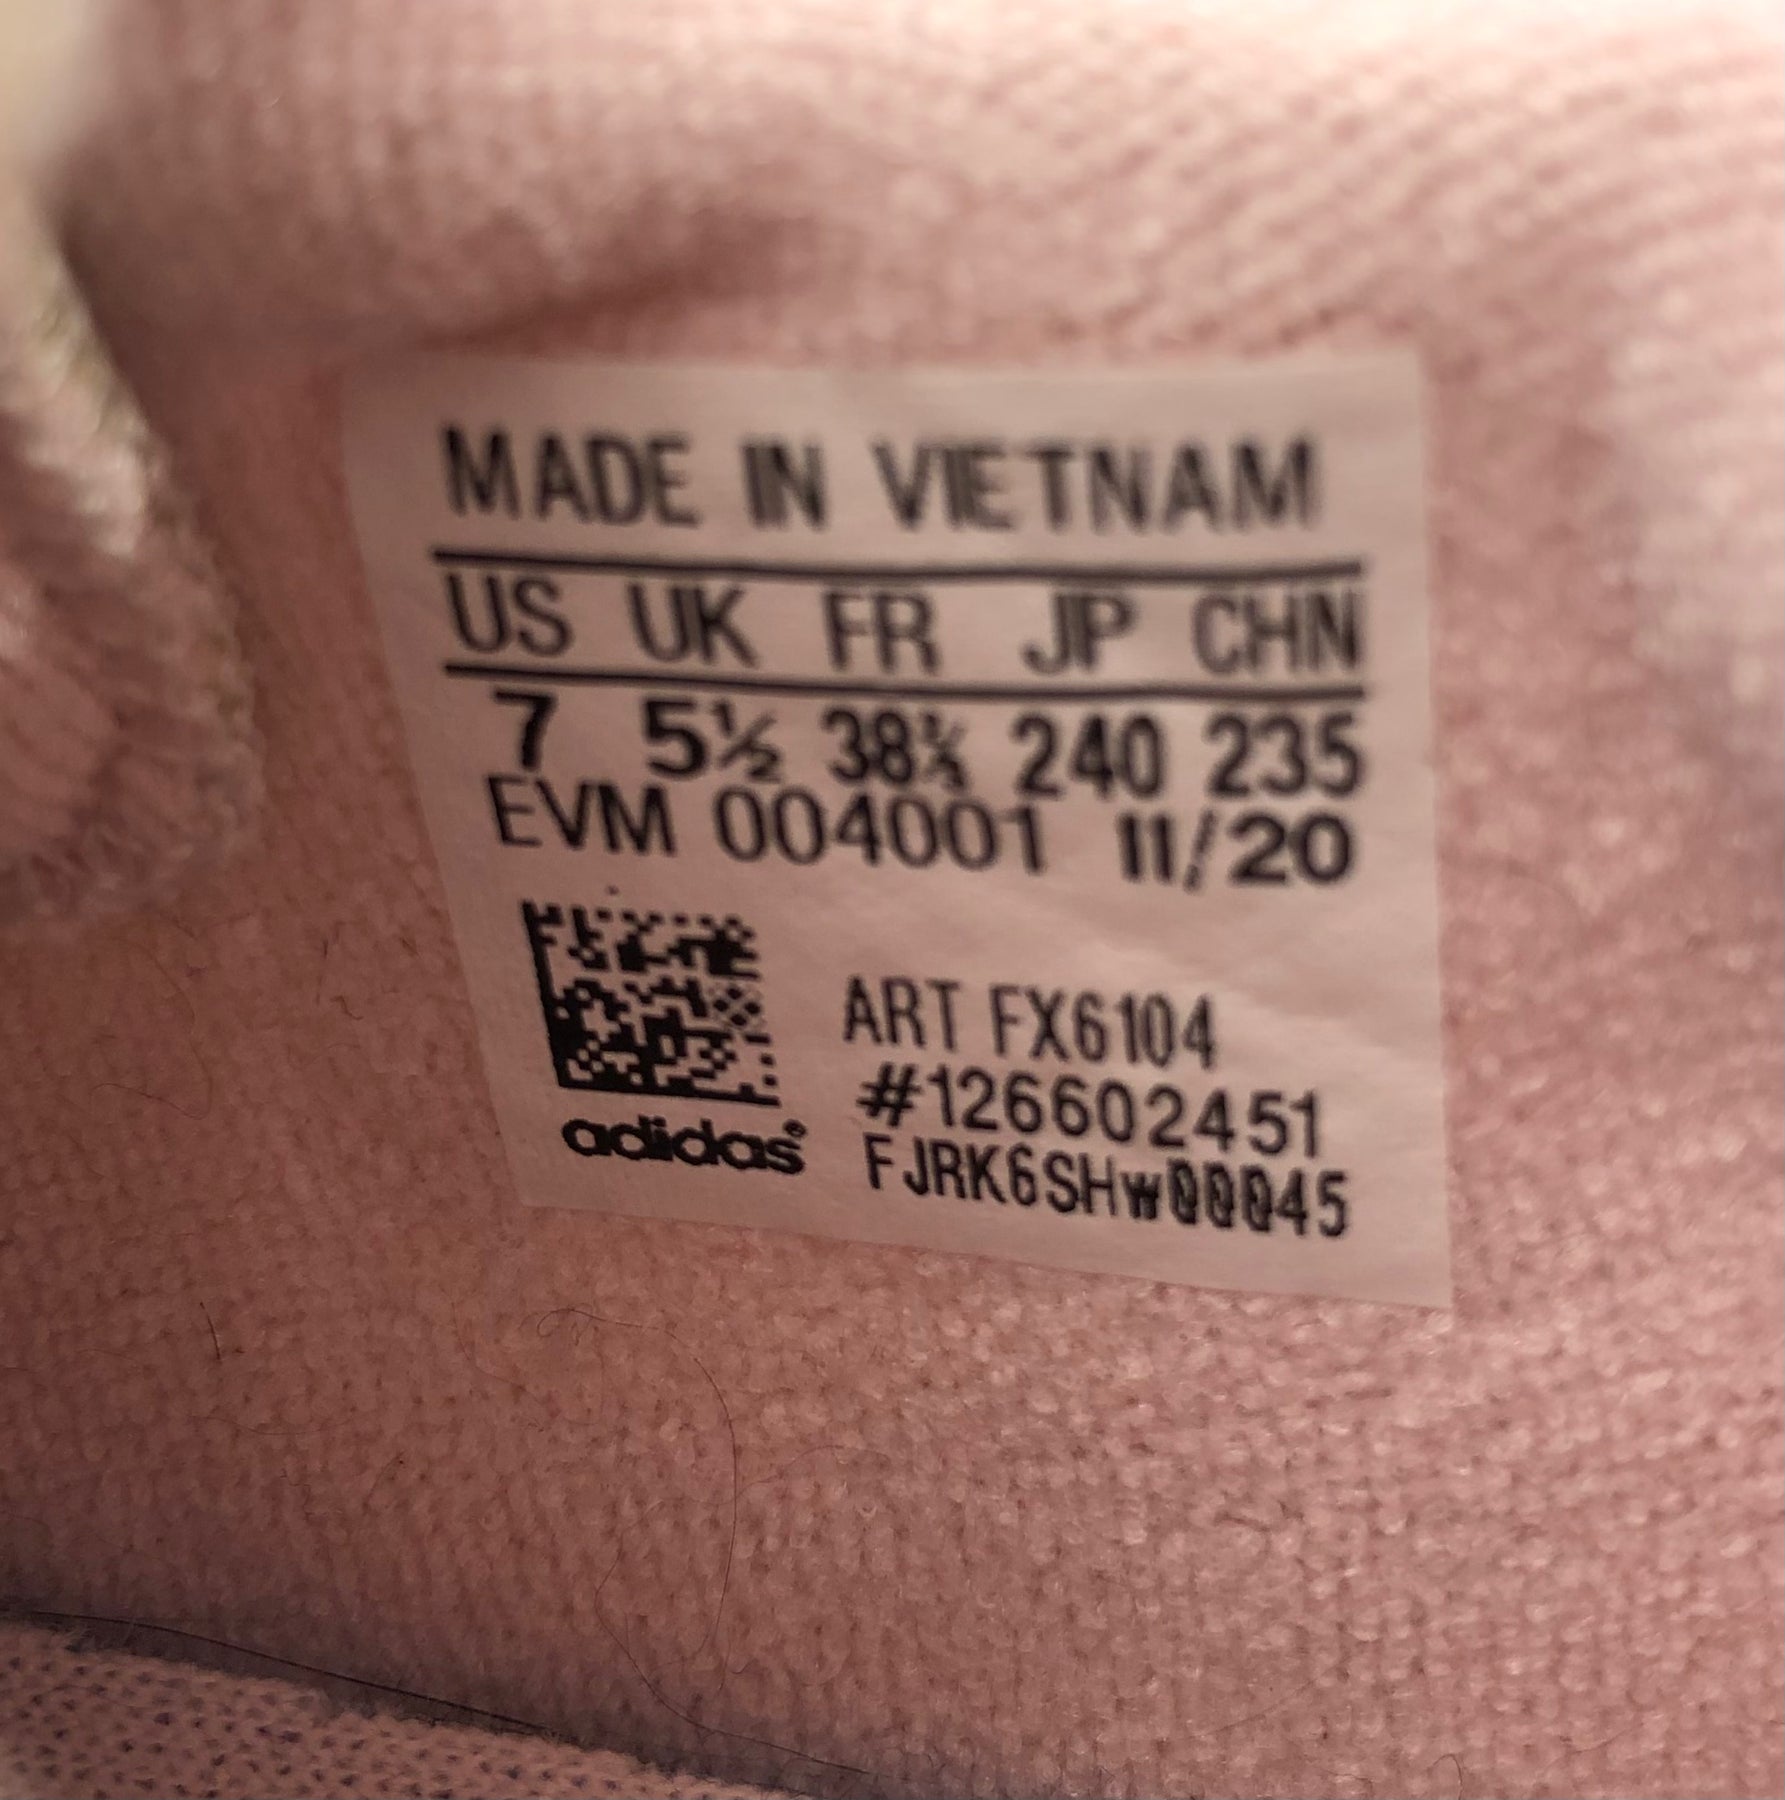 MADE IN VIETNAM
US UK FR JP CHN
7 5½ 38⅔ 240 235
EVM 004001 11/20
ART FX6104
#126602451
adidas®
FJRK6SHW00045